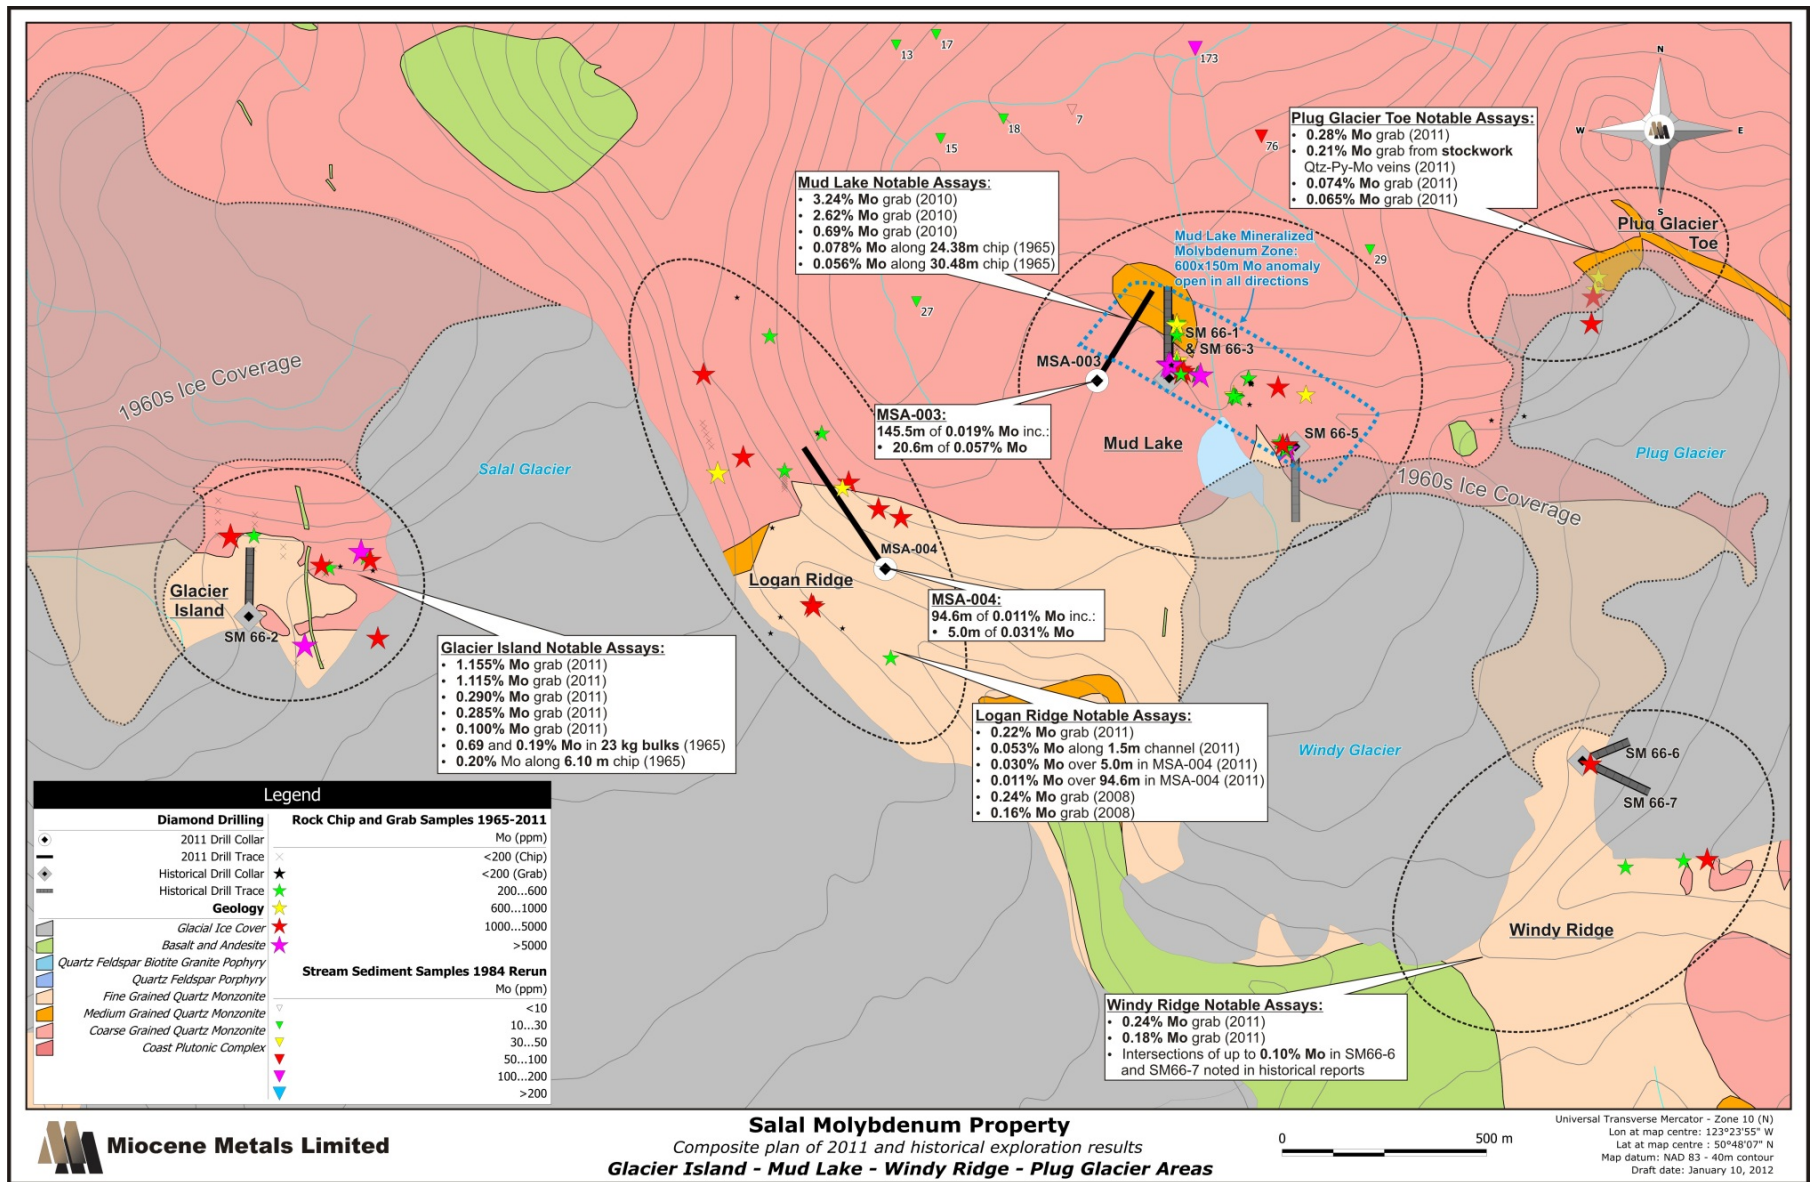 13
17
173
7
18
15
76
29
27
N
W
E
S
Plug Glacier Toe Notable Assays:
• 0.28% Mo grab (2011)
• 0.21% Mo grab from stockwork
Qtz-Py-Mo veins (2011)
• 0.074% Mo grab (2011)
• 0.065% Mo grab (2011)
Mud Lake Notable Assays:
• 3.24% Mo grab (2010)
• 2.62% Mo grab (2010)
• 0.69% Mo grab (2010)
• 0.078% Mo along 24.38m chip (1965)
• 0.056% Mo along 30.48m chip (1965)
Plug Glacier
Toe
Mud Lake Mineralized
Molybdenum Zone:
600x150m Mo anomaly
open in all directions
SM 66-1
& SM 66-3
MSA-003
1960s Ice Coverage
MSA-003:
145.5m of 0.019% Mo inc.:
• 20.6m of 0.057% Mo
Mud Lake
SM 66-5
Salal Glacier
Plug Glacier
1960s Ice Coverage
MSA-004
Logan Ridge
Glacier
Island
SM 66-2
MSA-004:
94.6m of 0.011% Mo inc.:
• 5.0m of 0.031% Mo
Glacier Island Notable Assays:
• 1.155% Mo grab (2011)
• 1.115% Mo grab (2011)
• 0.290% Mo grab (2011)
• 0.285% Mo grab (2011)
• 0.100% Mo grab (2011)
• 0.69 and 0.19% Mo in 23 kg bulks (1965)
• 0.20% Mo along 6.10 m chip (1965)
Logan Ridge Notable Assays:
• 0.22% Mo grab (2011)
• 0.053% Mo along 1.5m channel (2011)
• 0.030% Mo over 5.0m in MSA-004 (2011)
• 0.011% Mo over 94.6m in MSA-004 (2011)
• 0.24% Mo grab (2008)
• 0.16% Mo grab (2008)
Windy Glacier
SM 66-6
SM 66-7
Windy Ridge
Windy Ridge Notable Assays:
• 0.24% Mo grab (2011)
• 0.18% Mo grab (2011)
• Intersections of up to 0.10% Mo in SM66-6
and SM66-7 noted in historical reports
Legend
Diamond Drilling
2011 Drill Collar
2011 Drill Trace
Historical Drill Collar
Historical Drill Trace
Geology
Glacial Ice Cover
Basalt and Andesite
Quartz Feldspar Biotite Granite Pophyry
Quartz Feldspar Porphyry
Fine Grained Quartz Monzonite
Medium Grained Quartz Monzonite
Coarse Grained Quartz Monzonite
Coast Plutonic Complex
Rock Chip and Grab Samples 1965-2011
Mo (ppm)
<200 (Chip)
<200 (Grab)
200...600
600...1000
1000...5000
>5000
Stream Sediment Samples 1984 Rerun
Mo (ppm)
<10
10...30
30...50
50...100
100...200
>200
Miocene Metals Limited
Salal Molybdenum Property
Composite plan of 2011 and historical exploration results
Glacier Island - Mud Lake - Windy Ridge - Plug Glacier Areas
0
500 m
Universal Transverse Mercator - Zone 10 (N)
Lon at map centre: 123°23'55" W
Lat at map centre : 50°48'07" N
Map datum: NAD 83 - 40m contour
Draft date: January 10, 2012